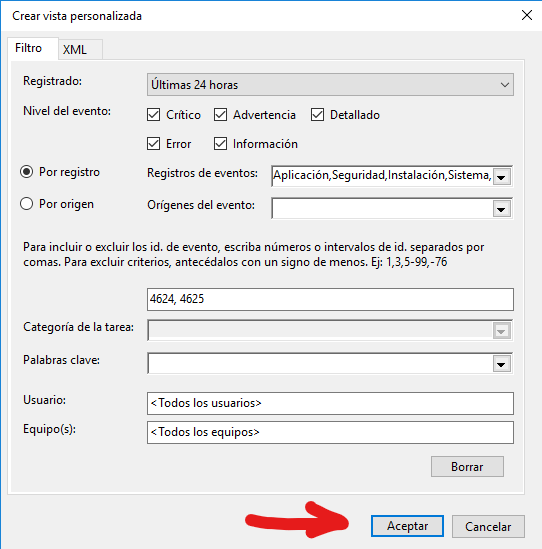 Crear vista personalizada
Filtro XML
Registrado: Últimas 24 horas
Nivel del evento: Crítico Advertencia Detallado
Error Información
Por registro Registros de eventos: Aplicación,Seguridad,Instalación,Sistema,
Por origen Orígenes del evento:
Para incluir o excluir los id. de evento, escriba números o intervalos de id. separados por
comas. Para excluir criterios, antecédalos con un signo de menos. Ej: 1,3,5-99,-76
4624, 4625
Categoría de la tarea:
Palabras clave:
Usuario: <Todos los usuarios>
Equipo(s): <Todos los equipos>
Borrar
Aceptar Cancelar